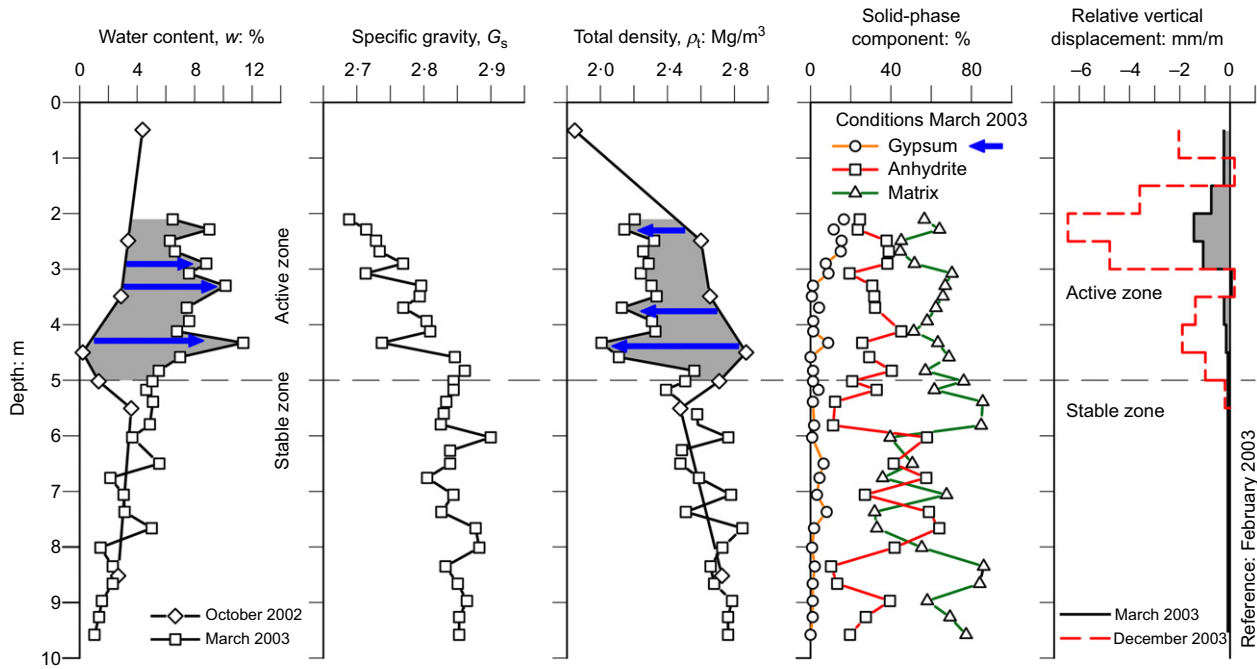 Water content, w: %
0 4 8 12
Specific gravity, Gs
2·7 2·8 2·9
Total density, ρt: Mg/m³
2·0 2·4 2·8
Solid-phase
component: %
0 40 80
Relative vertical
displacement: mm/m
−6 −4 −2 0
Depth: m
0
1
2
3
4
5
6
7
8
9
10
Active zone
Stable zone
October 2002
March 2003
Conditions March 2003
Gypsum
Anhydrite
Matrix
Active zone
Stable zone
March 2003
December 2003
Reference: February 2003